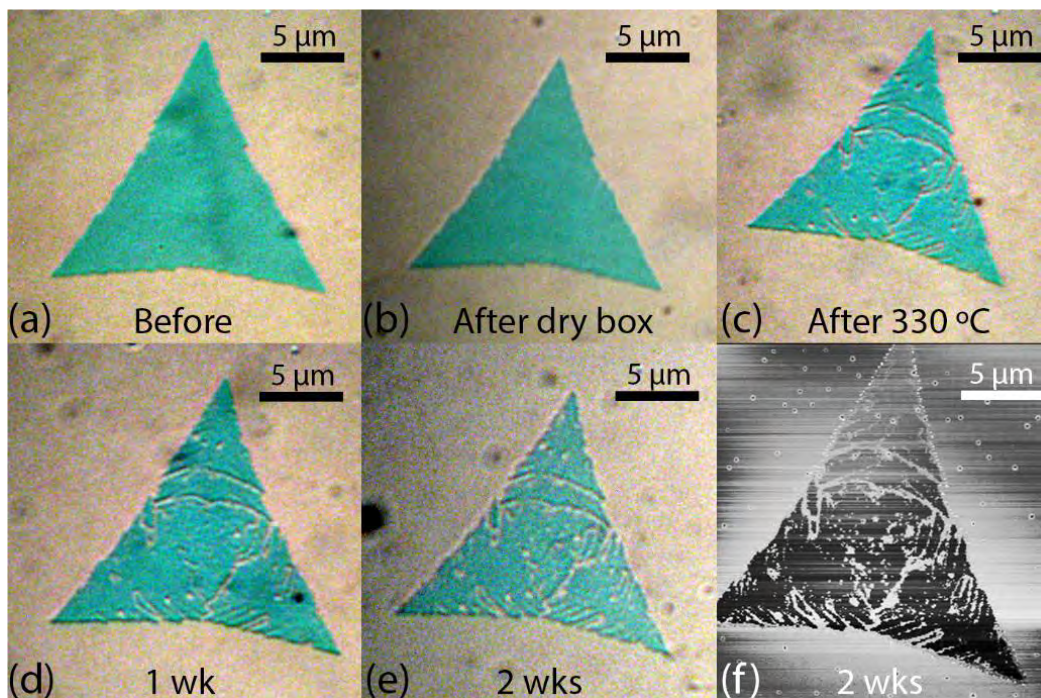 5 µm
5 µm
5 µm
(a) Before
(b) After dry box
(c) After 330 ºC
5 µm
5 µm
5 µm
(d) 1 wk
(e) 2 wks
(f) 2 wks